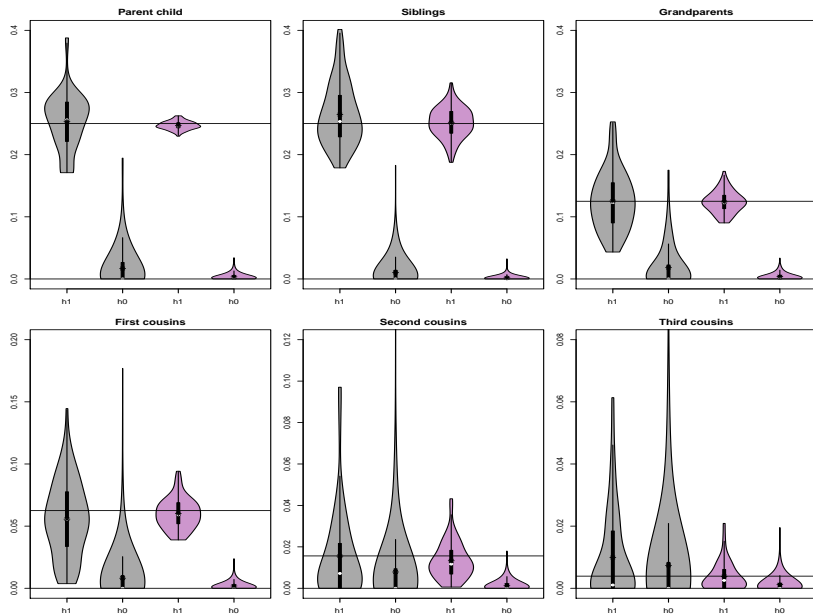 Parent child
Siblings
Grandparents
0.4
0.3
0.2
0.1
0.0
h1 h0 h1 h0
0.4
0.3
0.2
0.1
0.0
h1 h0 h1 h0
0.4
0.3
0.2
0.1
0.0
h1 h0 h1 h0
First cousins
Second cousins
Third cousins
0.20
0.15
0.10
0.05
0.00
h1 h0 h1 h0
0.12
0.10
0.08
0.06
0.04
0.02
0.00
h1 h0 h1 h0
0.08
0.06
0.04
0.02
0.00
h1 h0 h1 h0